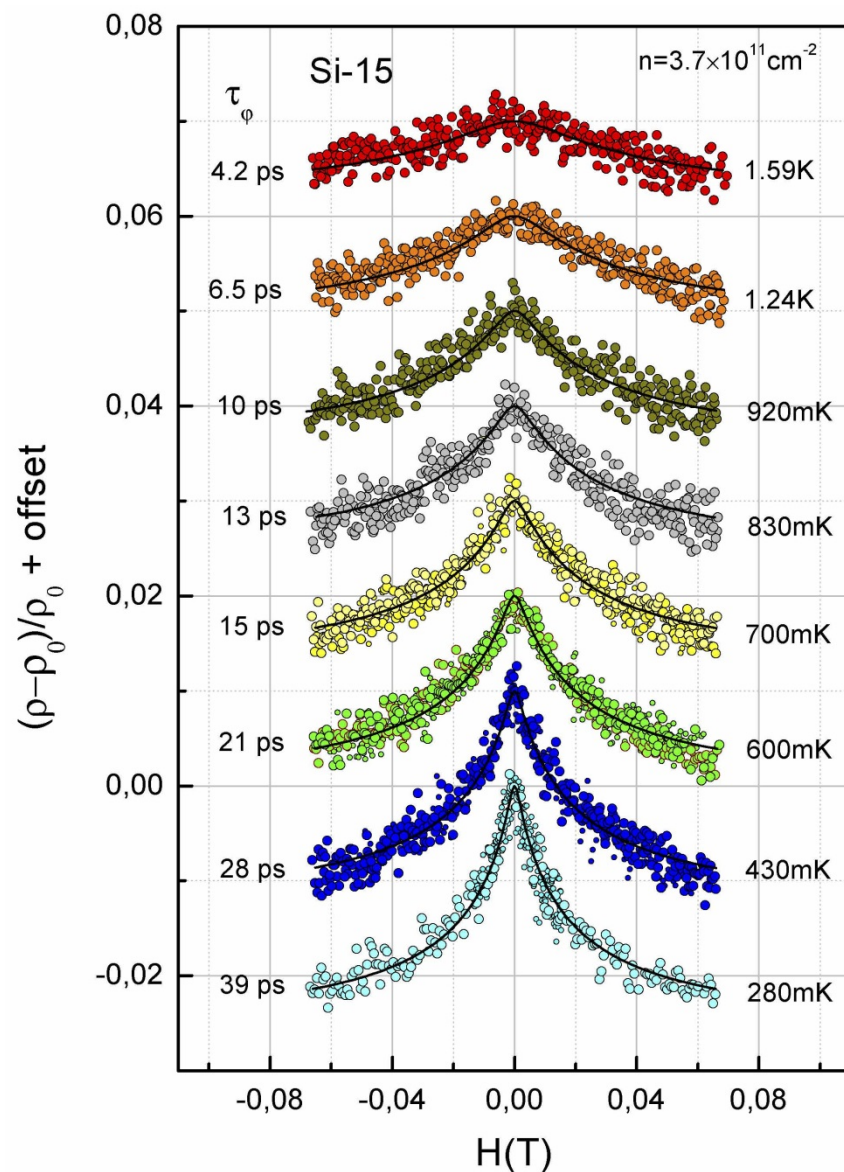 Si-15
n=3.7×10¹¹cm⁻²
τφ
4.2 ps
1.59K
6.5 ps
1.24K
10 ps
920mK
13 ps
830mK
15 ps
700mK
21 ps
600mK
28 ps
430mK
39 ps
280mK
0,08
0,06
0,04
0,02
0,00
-0,02
(ρ−ρ₀)/ρ₀ + offset
-0,08 -0,04 0,00 0,04 0,08
H(T)